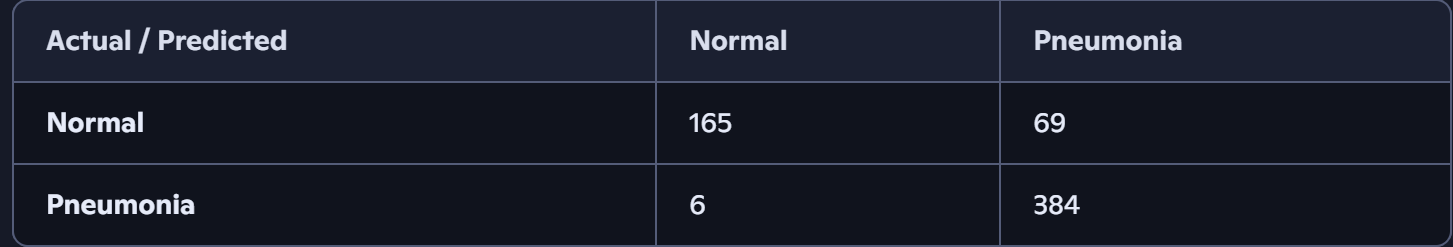 Actual / Predicted Normal Pneumonia
Normal 165 69
Pneumonia 6 384